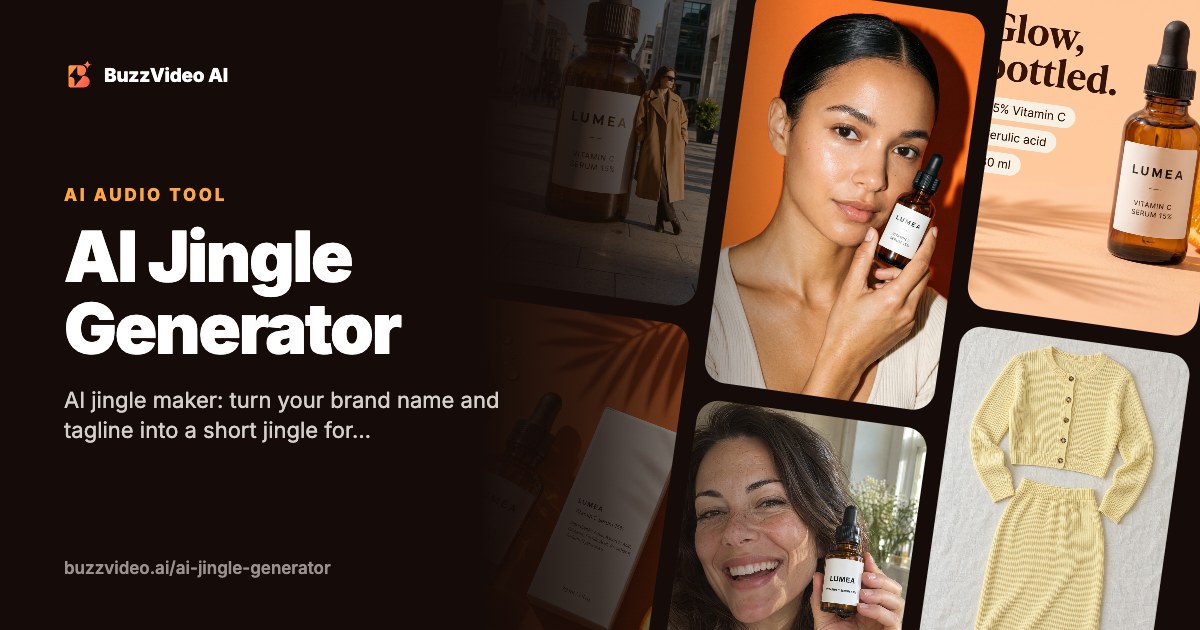 BuzzVideo AI
AI AUDIO TOOL
AI Jingle
Generator
AI jingle maker: turn your brand name and
tagline into a short jingle for...
buzzvideo.ai/ai-jingle-generator
LUMEA
VITAMIN C
SERUM 15%
LUMEA
Glow,
bottled.
5% Vitamin C
erulic acid
30 ml
LUMEA
VITAMIN C
SERUM 15%
LUMEA
LUMEA